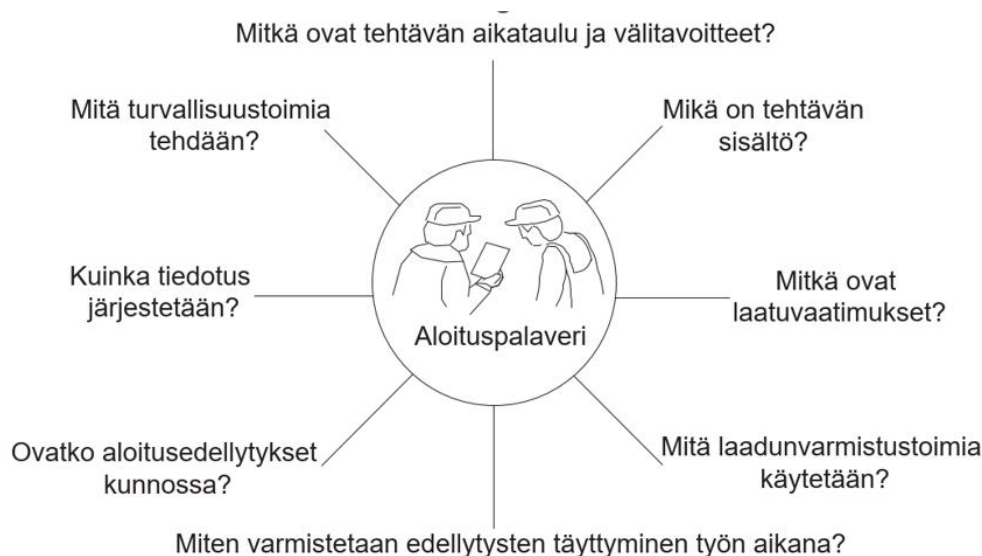 Mitkä ovat tehtävän aikataulu ja välitavoitteet?
Mitä turvallisuustoimia
tehdään?
Mikä on tehtävän
sisältö?
Kuinka tiedotus
järjestetään?
Mitkä ovat
laatuvaatimukset?
Aloituspalaveri
Ovatko aloitusedellytykset
kunnossa?
Mitä laadunvarmistustoimia
käytetään?
Miten varmistetaan edellytysten täyttyminen työn aikana?